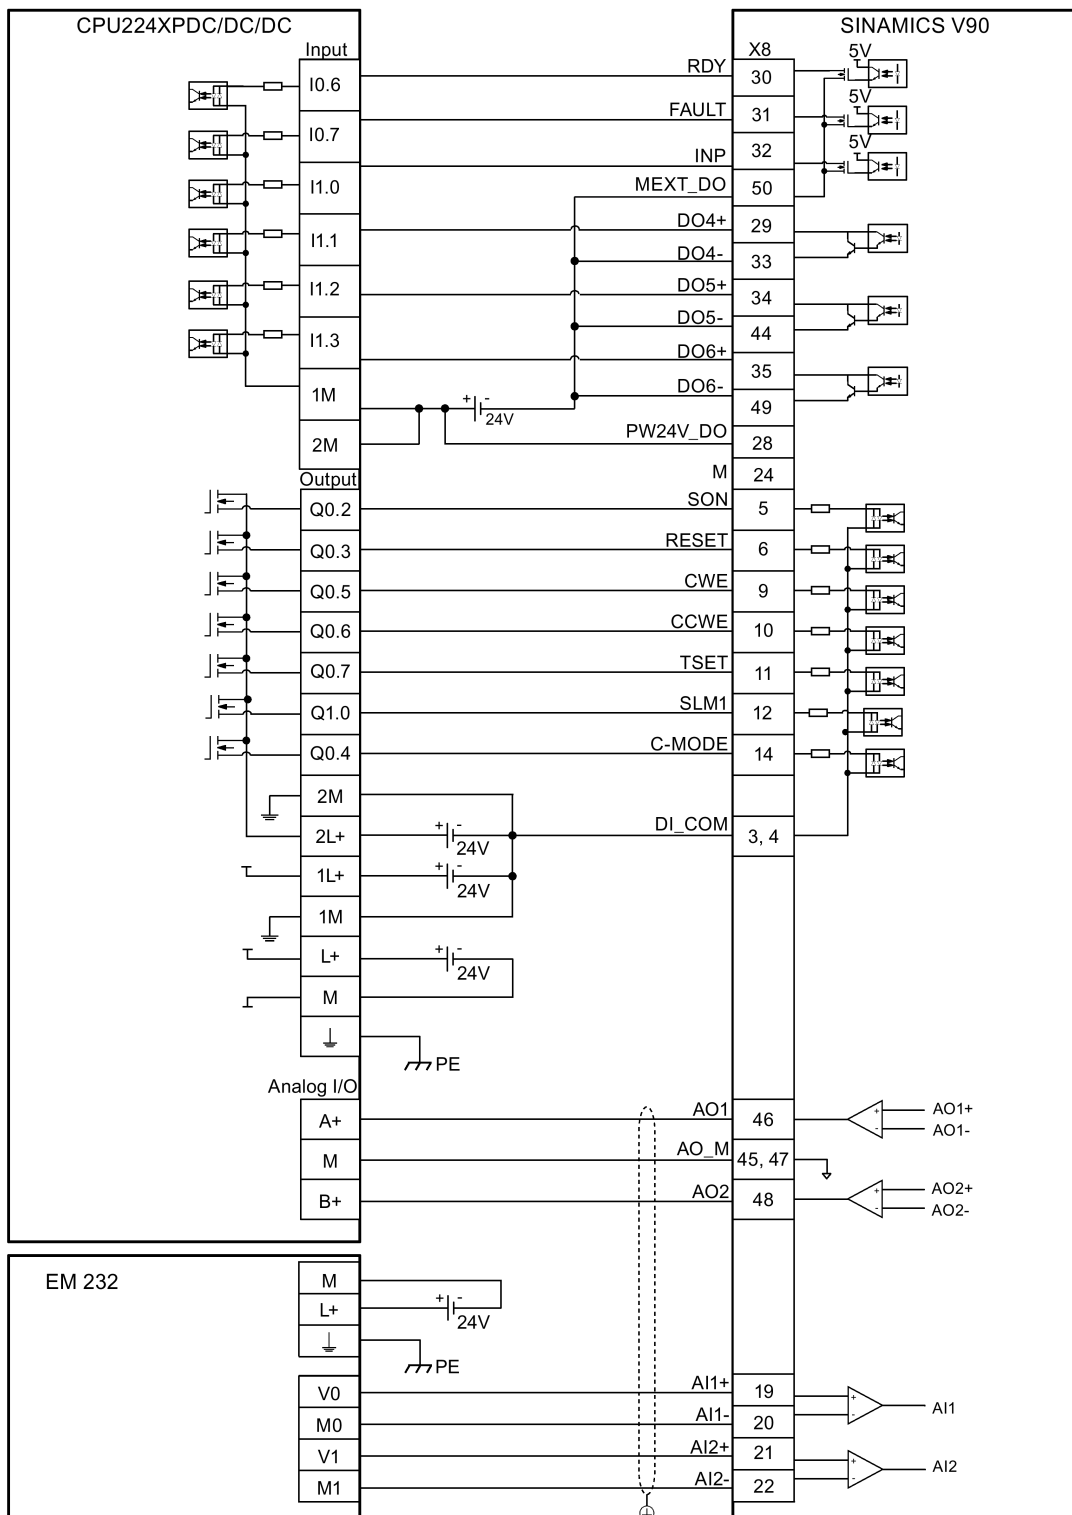 CPU224XPDC/DC/DC
SINAMICS V90
Input
X8
I0.6
RDY
30
5V
I0.7
FAULT
31
5V
I1.0
INP
32
5V
MEXT_DO
50
I1.1
DO4+
29
DO4-
33
I1.2
DO5+
34
DO5-
44
I1.3
DO6+
35
1M
DO6-
49
+ -
24V
2M
PW24V_DO
28
M
24
Output
Q0.2
SON
5
Q0.3
RESET
6
Q0.5
CWE
9
Q0.6
CCWE
10
Q0.7
TSET
11
Q1.0
SLM1
12
Q0.4
C-MODE
14
2M
2L+
+ -
24V
DI_COM
3, 4
1L+
+ -
24V
1M
L+
+ -
24V
M
PE
Analog I/O
A+
AO1
46
+
-
AO1+
AO1-
M
AO_M
45, 47
B+
AO2
48
+
-
AO2+
AO2-
EM 232
M
L+
+ -
24V
PE
V0
AI1+
19
+
-
AI1
M0
AI1-
20
V1
AI2+
21
+
-
AI2
M1
AI2-
22